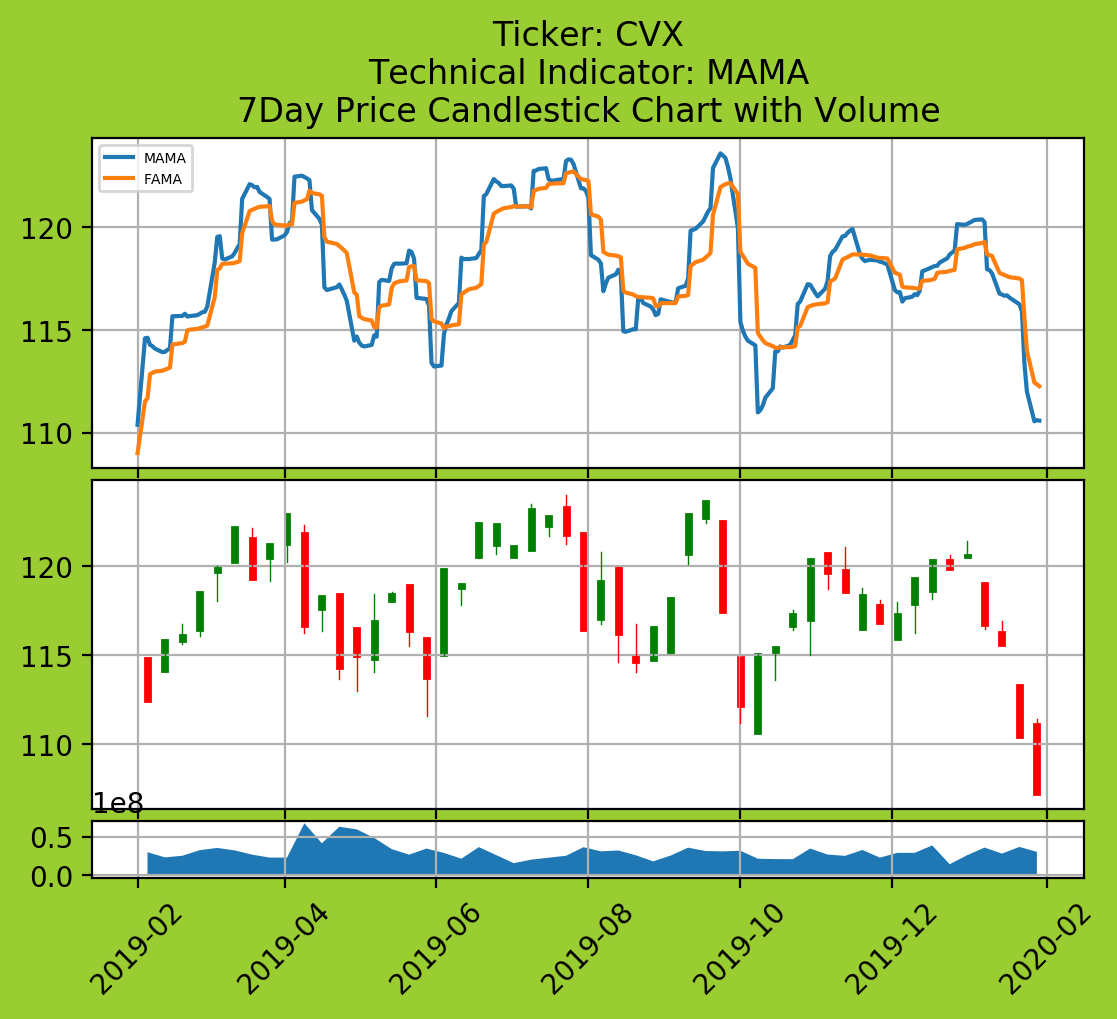 Ticker: CVX
Technical Indicator: MAMA
7Day Price Candlestick Chart with Volume
MAMA
FAMA
120
115
110
120
115
110
1e8
0.5
0.0
2019-02
2019-04
2019-06
2019-08
2019-10
2019-12
2020-02